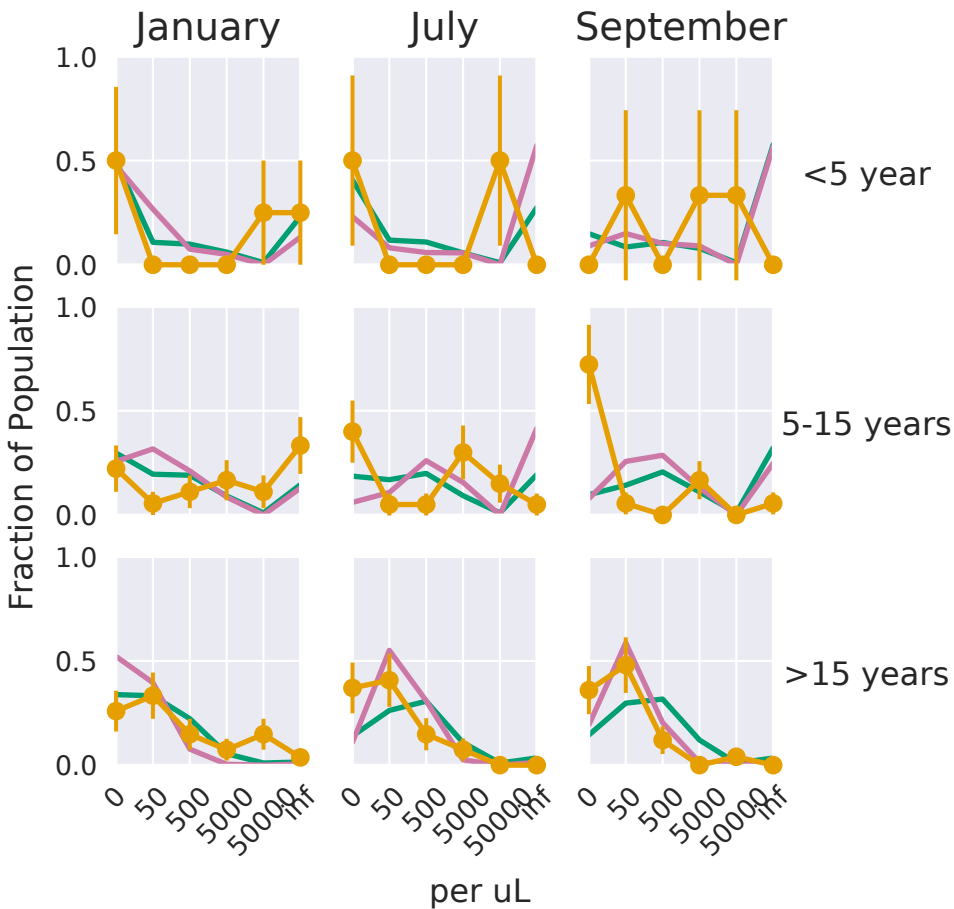 January July September
1.0
0.5
0.0
<5 year
1.0
0.5
0.0
5-15 years
1.0
0.5
0.0
>15 years
Fraction of Population
0 50 500 5000 50000 inf 0 50 500 5000 50000 inf 0 50 500 5000 50000 inf
per uL